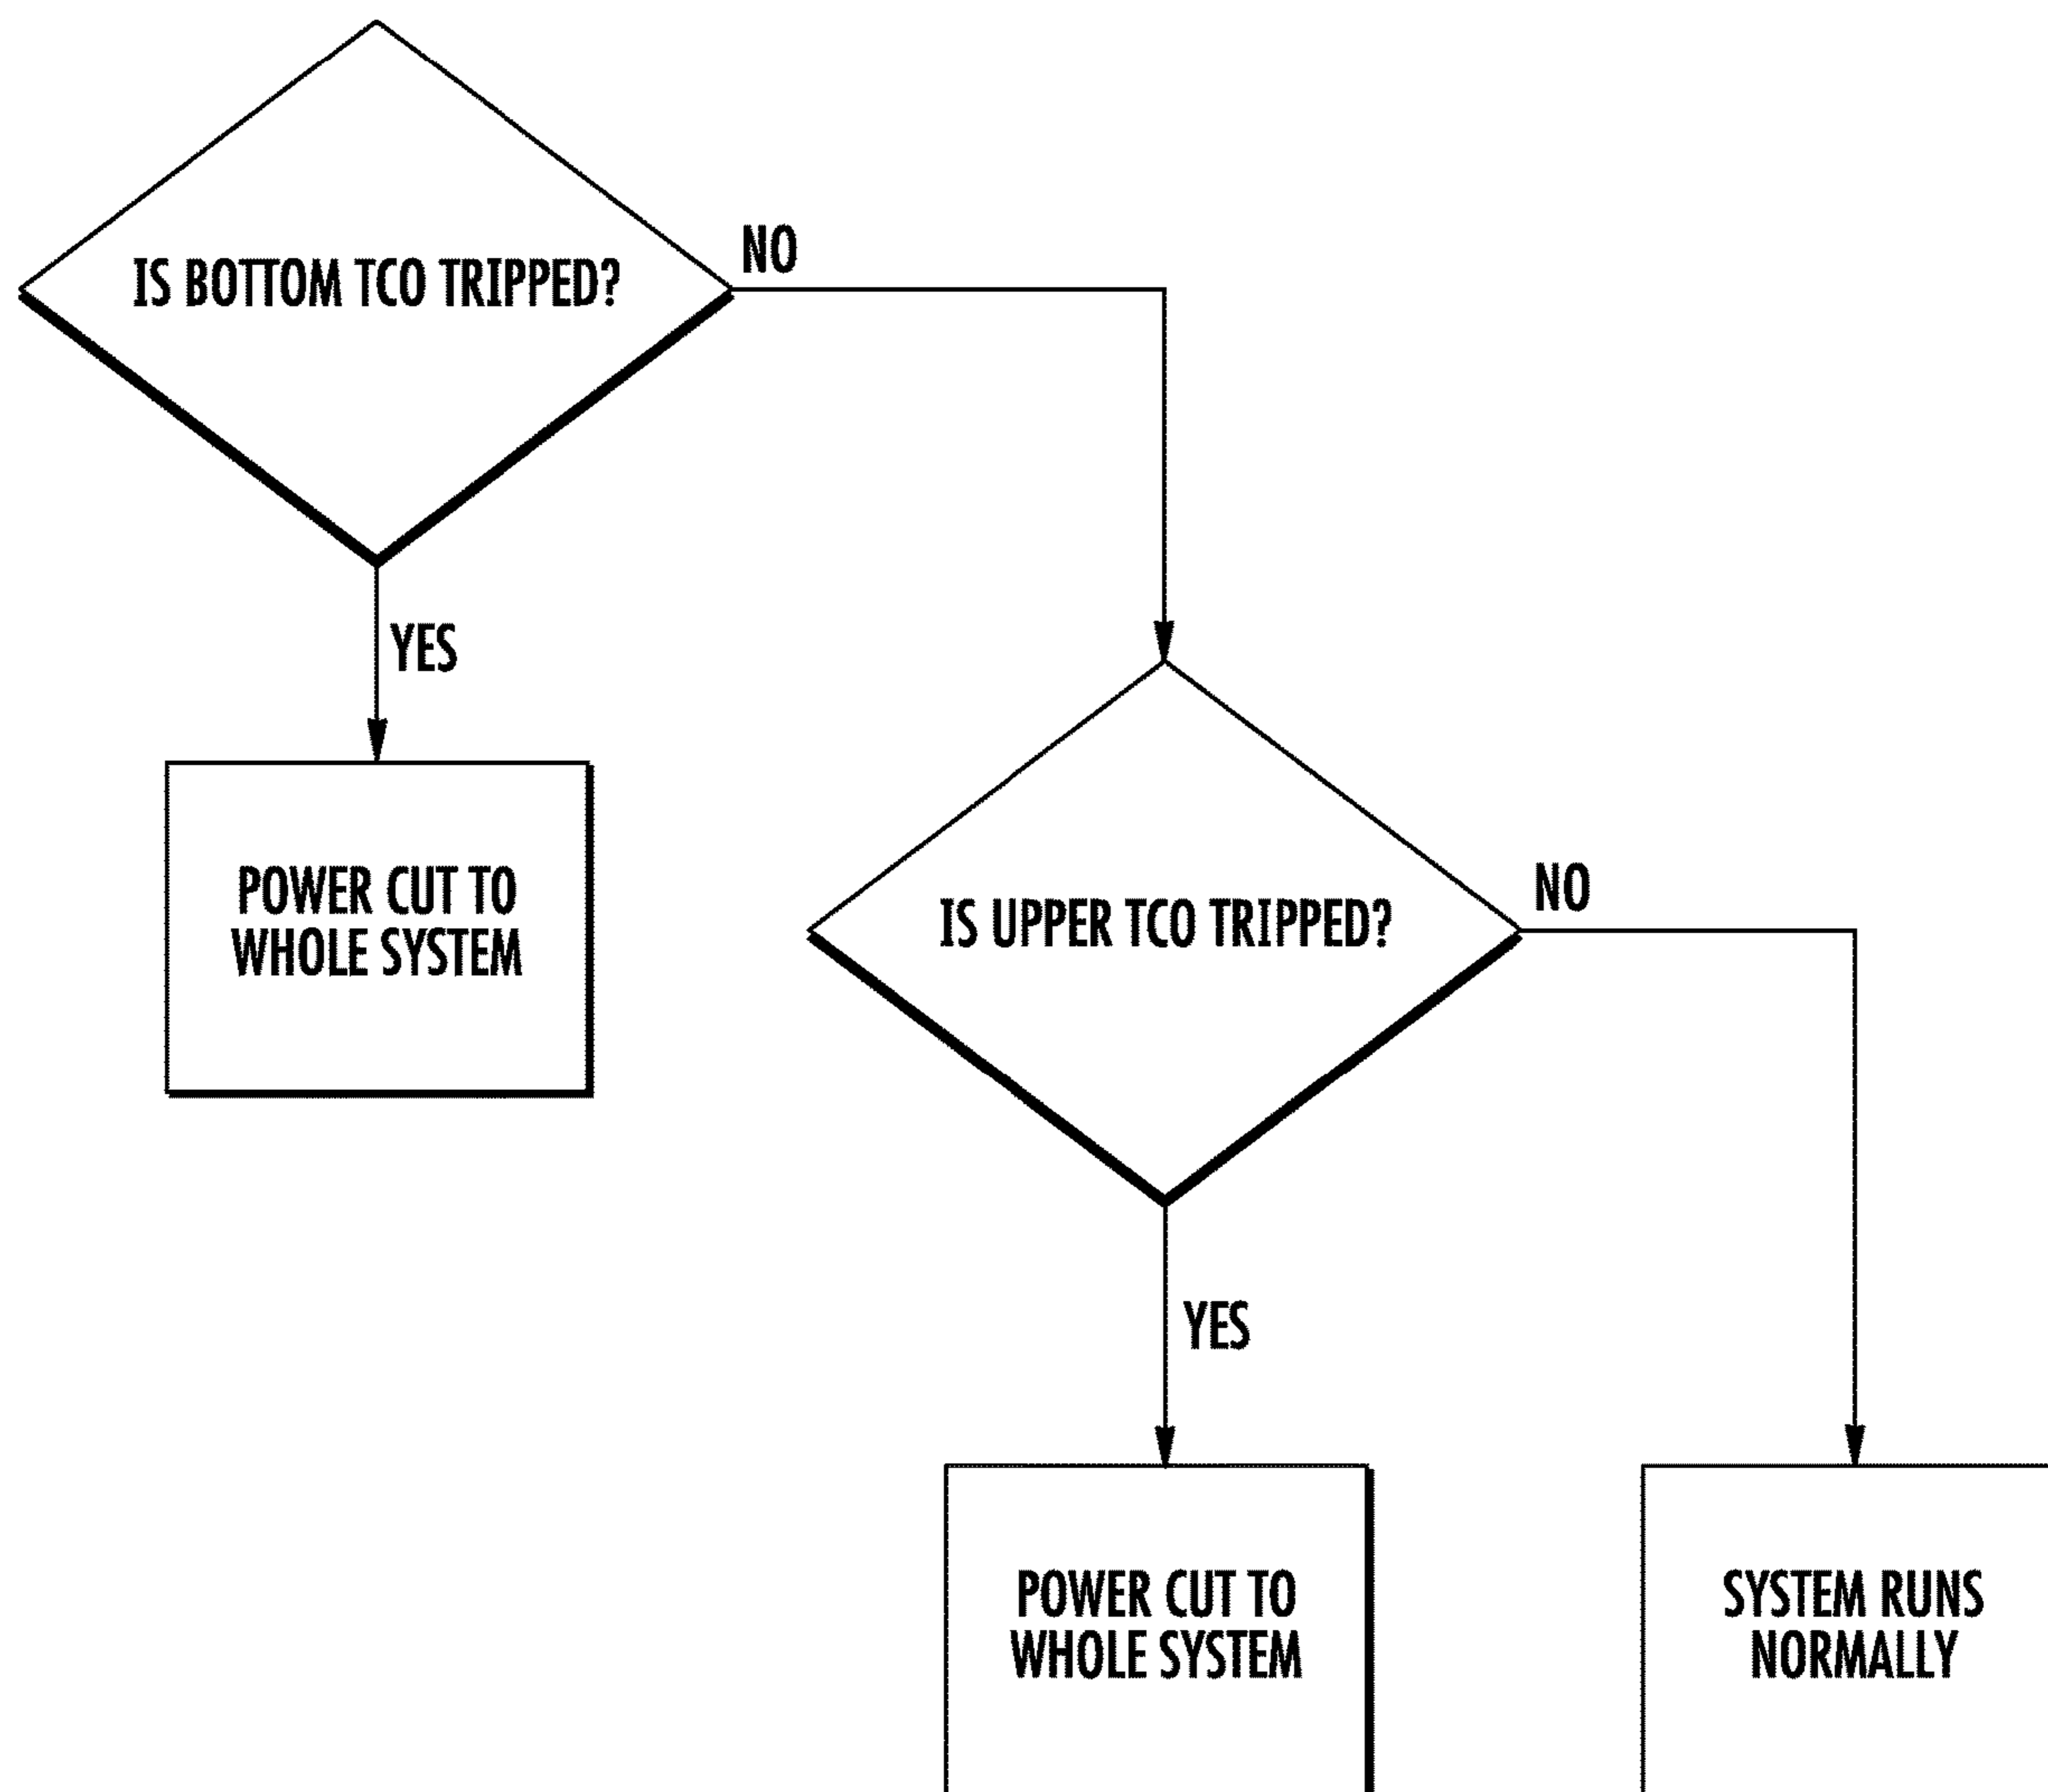 IS BOTTOM TCO TRIPPED?
NO
YES
POWER CUT TO
WHOLE SYSTEM
IS UPPER TCO TRIPPED?
NO
YES
POWER CUT TO
WHOLE SYSTEM
SYSTEM RUNS
NORMALLY